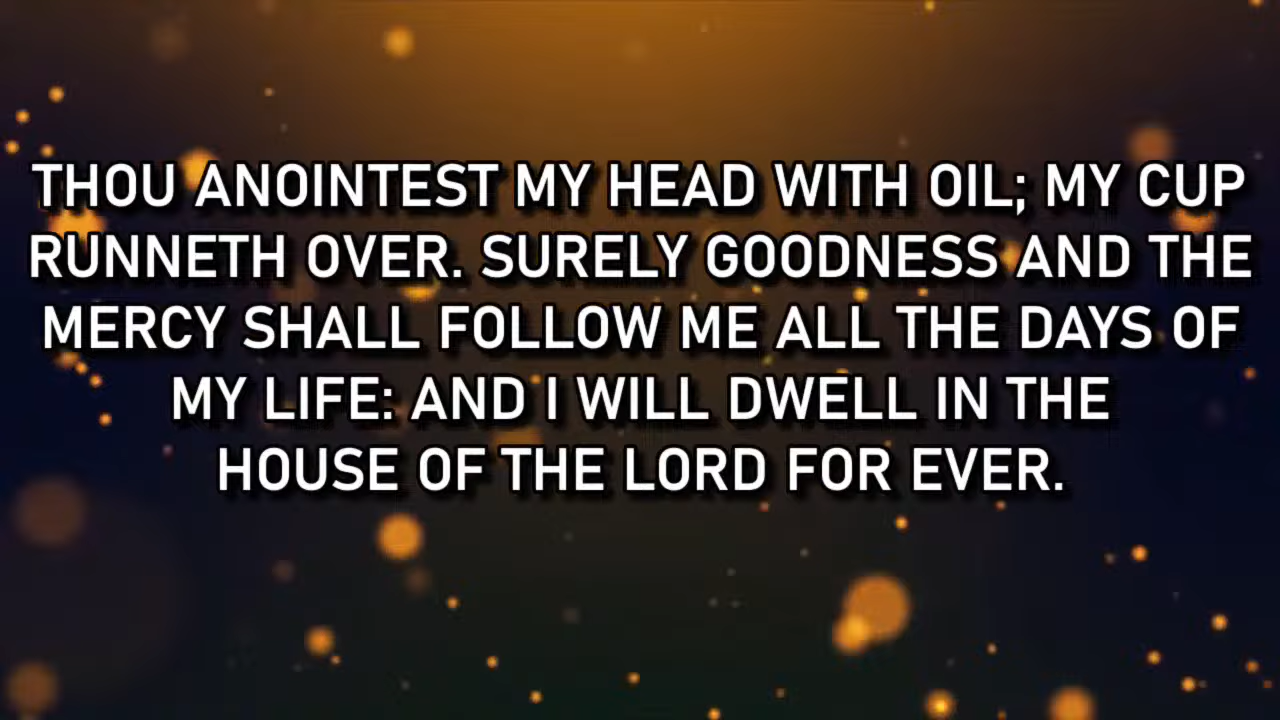 THOU ANOINTEST MY HEAD WITH OIL; MY CUP
RUNNETH OVER. SURELY GOODNESS AND THE
MERCY SHALL FOLLOW ME ALL THE DAYS OF
MY LIFE: AND I WILL DWELL IN THE
HOUSE OF THE LORD FOR EVER.